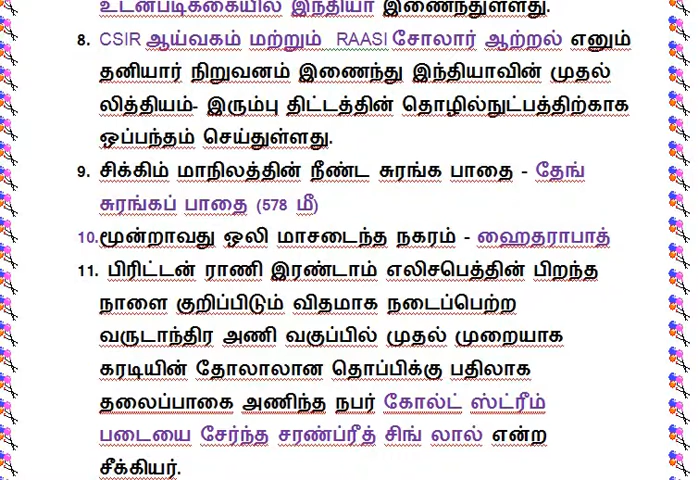 உடன்படிக்கையில் இந்தியா இணைந்துள்ளது.
8. CSIR ஆய்வகம் மற்றும் RAASI சோலார் ஆற்றல் எனும்
தனியார் நிறுவனம் இணைந்து இந்தியாவின் முதல்
லித்தியம்- இரும்பு திட்டத்தின் தொழில்நுட்பத்திற்காக
ஒப்பந்தம் செய்துள்ளது.
9. சிக்கிம் மாநிலத்தின் நீண்ட சுரங்க பாதை - தேங்
சுரங்கப் பாதை (578 மீ)
10.மூன்றாவது ஒலி மாசடைந்த நகரம் - ஹைதராபாத்
11. பிரிட்டன் ராணி இரண்டாம் எலிசபெத்தின் பிறந்த
நாளை குறிப்பிடும் விதமாக நடைப்பெற்ற
வருடாந்திர அணி வகுப்பில் முதல் முறையாக
கரடியின் தோலாலான தொப்பிக்கு பதிலாக
தலைப்பாகை அணிந்த நபர் கோல்ட் ஸ்ட்ரீம்
படையை சேர்ந்த சரண்ப்ரீத் சிங் லால் என்ற
சீக்கியர்.